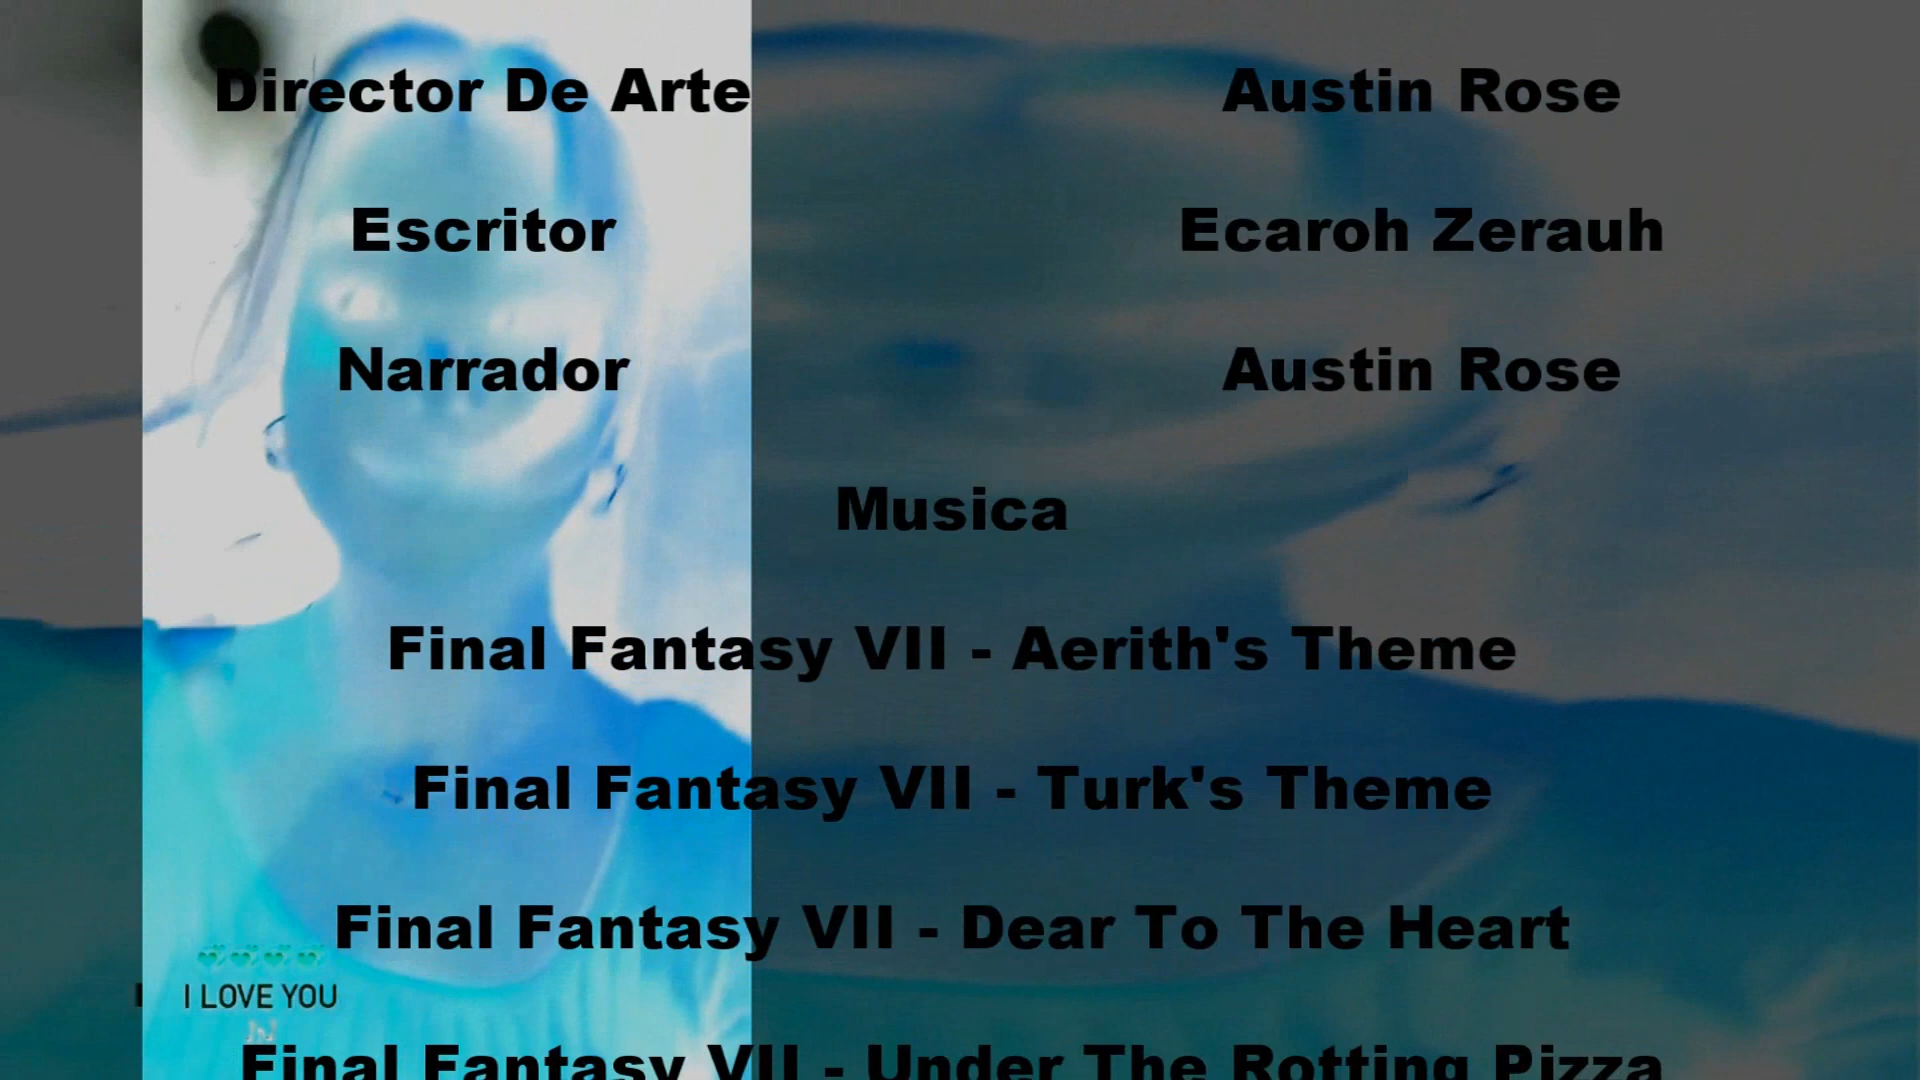 Director De Arte Austin Rose
Escritor Ecaroh Zerauh
Narrador Austin Rose
Musica
Final Fantasy VII - Aerith's Theme
Final Fantasy VII - Turk's Theme
Final Fantasy VII - Dear To The Heart
I LOVE YOU
Final Fantasy VII - Under The Rotting Pizza